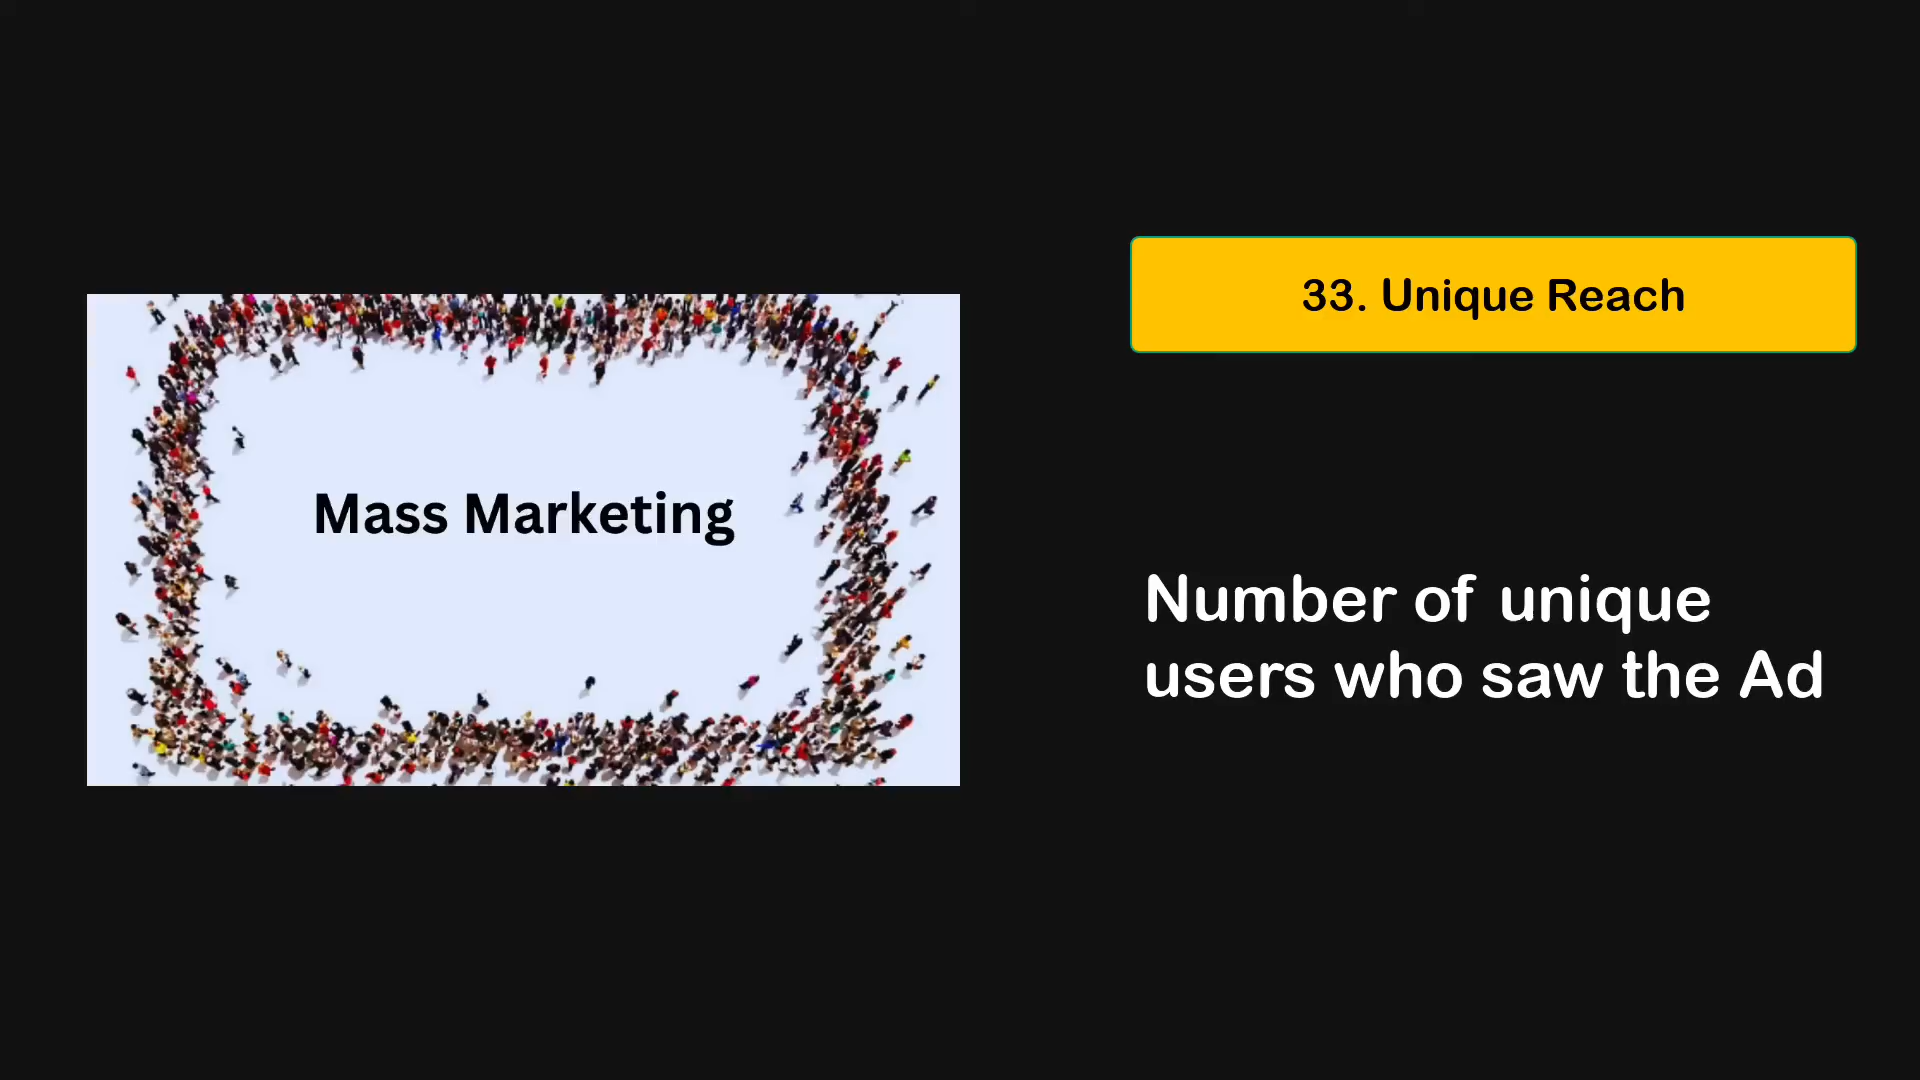 Mass Marketing
33. Unique Reach
Number of unique
users who saw the Ad